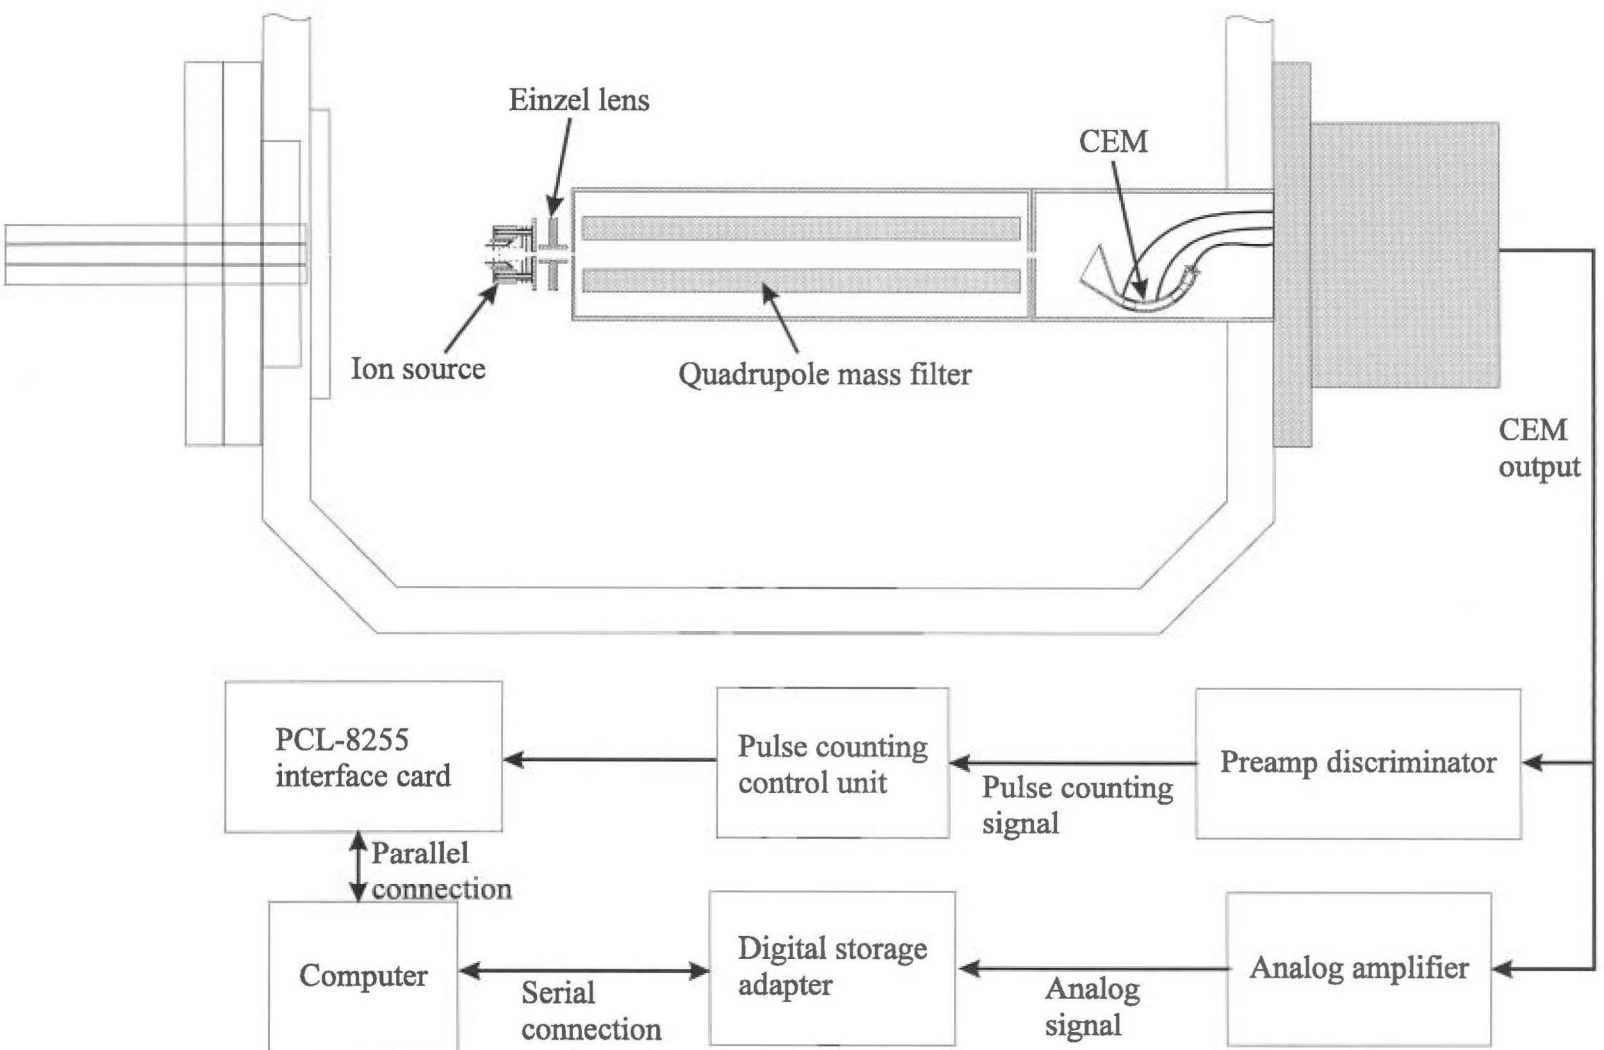 Einzel lens
CEM
Ion source
Quadrupole mass filter
CEM
output
PCL-8255
interface card
Pulse counting
control unit
Pulse counting
signal
Preamp discriminator
Parallel
connection
Computer
Serial
connection
Digital storage
adapter
Analog
signal
Analog amplifier